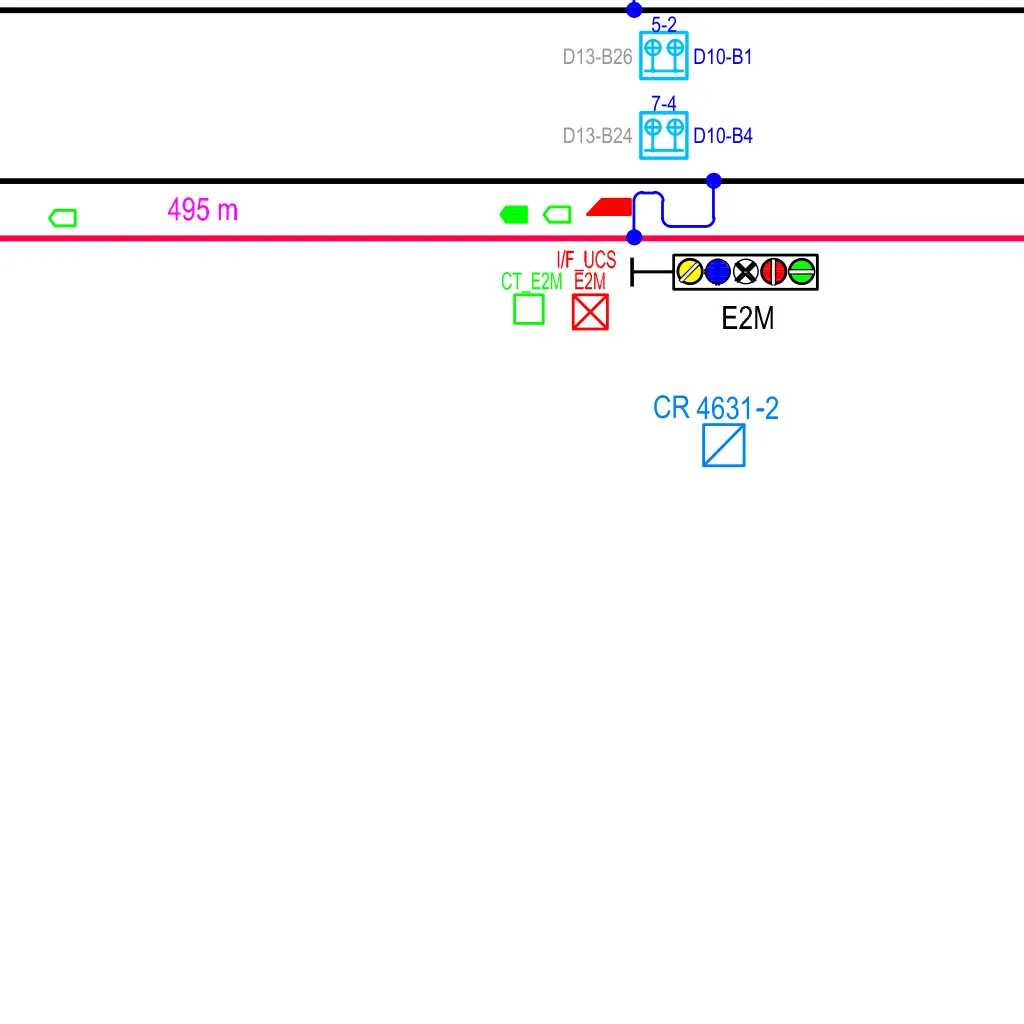 5-2
D13-B26 D10-B1
7-4
D13-B24 D10-B4
495 m
I/F_UCS
CT_E2M E2M
E2M
CR 4631-2